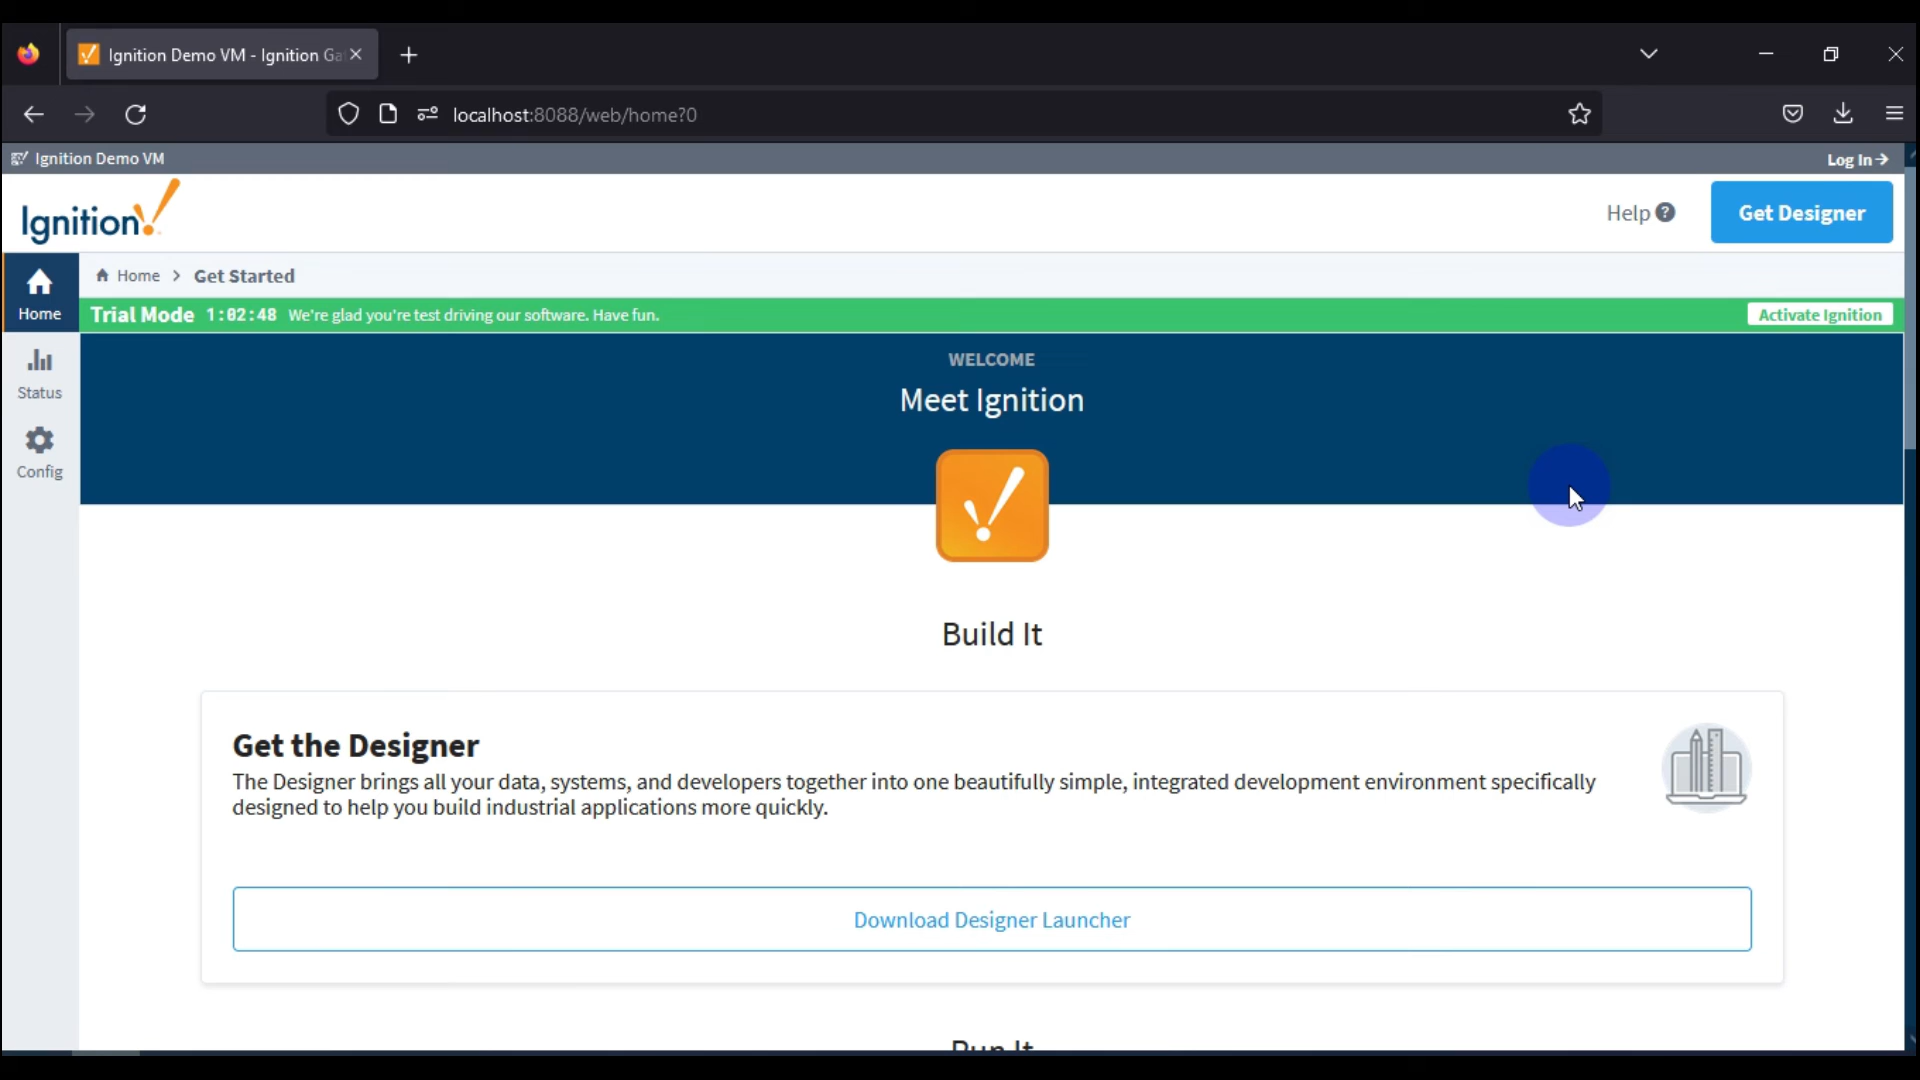 Ignition Demo VM - Ignition Ga
localhost:8088/web/home?0
Ignition Demo VM
Log In
Ignition!
Help
Get Designer
Home
Get Started
Home
Trial Mode 1:02:48 We're glad you're test driving our software. Have fun.
Activate Ignition
WELCOME
Status
Meet Ignition
Config
Build It
Get the Designer
The Designer brings all your data, systems, and developers together into one beautifully simple, integrated development environment specifically
designed to help you build industrial applications more quickly.
Download Designer Launcher
Run It